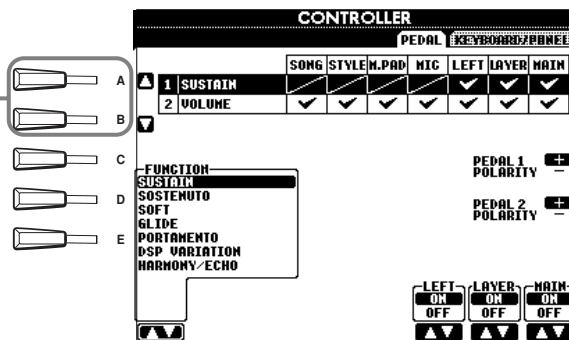 CONTROLLER
PEDAL KEYBOARD/PANEL
SONG STYLE M.PAD MIC LEFT LAYER MAIN
A
1 SUSTAIN
2 VOLUME
B
C
PEDAL 1 +
POLARITY −
FUNCTION
SUSTAIN
SOSTENUTO
SOFT
GLIDE
PORTAMENTO
DSP VARIATION
HARMONY/ECHO
D
PEDAL 2 +
POLARITY −
E
LEFT LAYER MAIN
ON ON ON
OFF OFF OFF